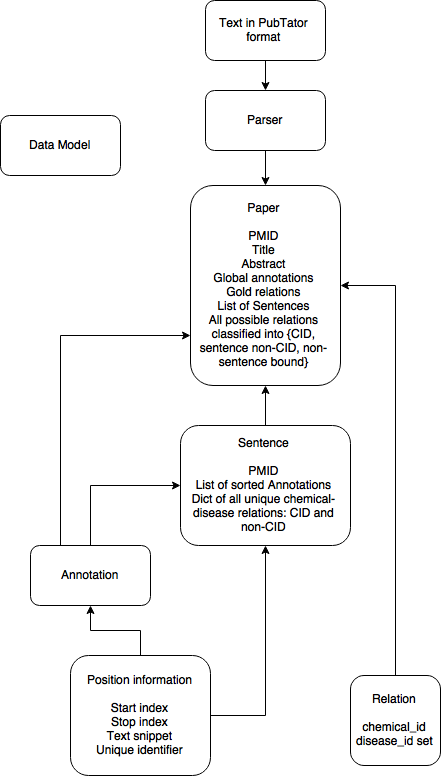 Text in PubTator
format
Parser
Data Model
Paper
PMID
Title
Abstract
Global annotations
Gold relations
List of Sentences
All possible relations
classified into {CID,
sentence non-CID, non-
sentence bound}
Sentence
PMID
List of sorted Annotations
Dict of all unique chemical-
disease relations: CID and
non-CID
Annotation
Position information
Start index
Stop index
Text snippet
Unique identifier
Relation
chemical_id
disease_id set